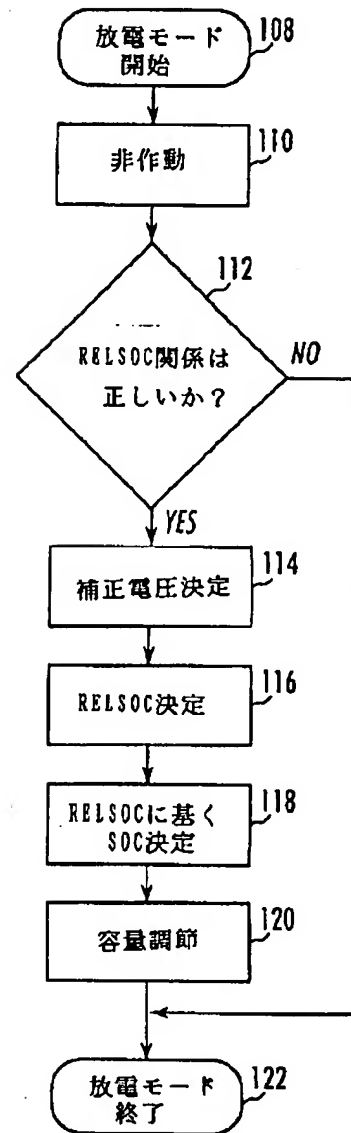 放電モード
開始
108
非作動
110
112
RELSOC関係は
正しいか？
NO
YES
補正電圧決定
114
RELSOC決定
116
RELSOCに基く
SOC決定
118
容量調節
120
放電モード
終了
122